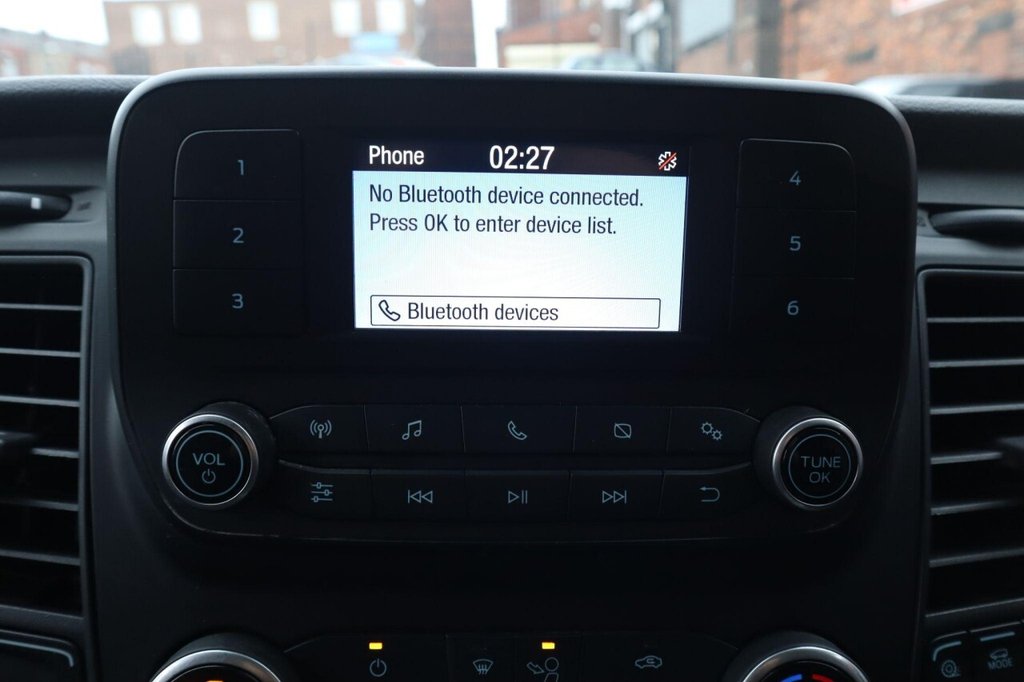 Phone 02:27
No Bluetooth device connected.
Press OK to enter device list.
Bluetooth devices
1
2
3
4
5
6
VOL
TUNE
OK
MODE